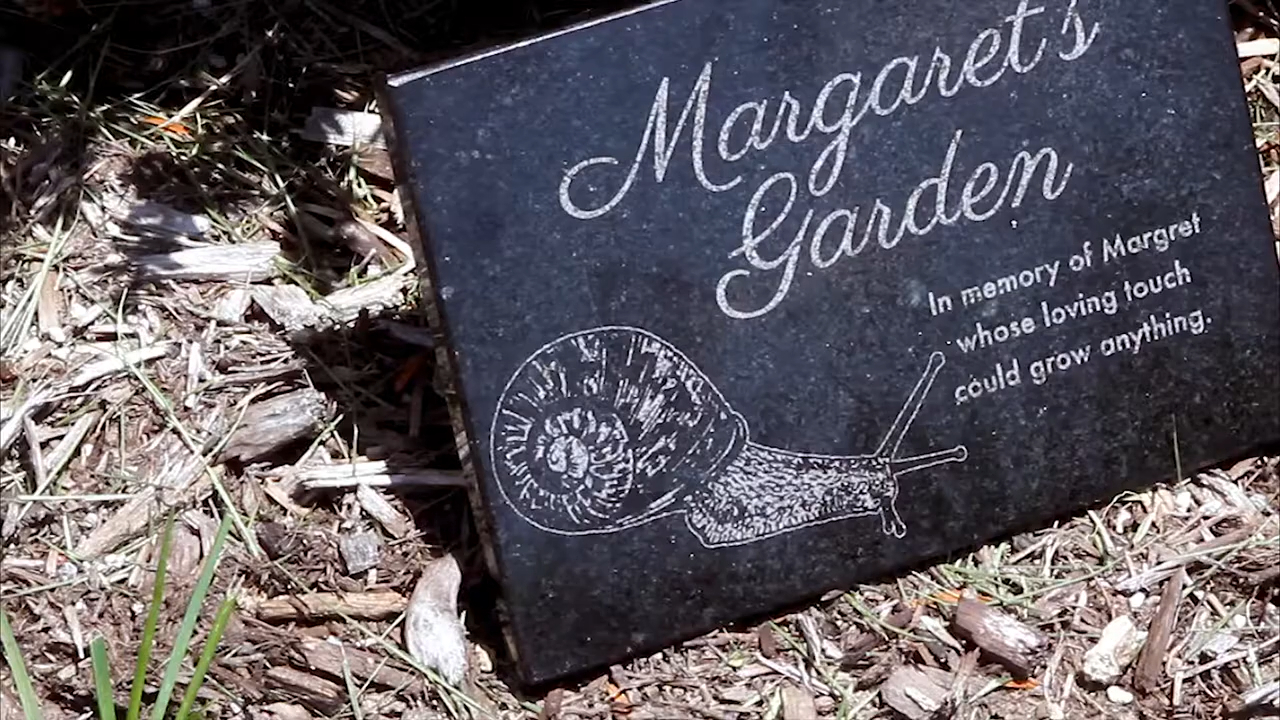 Margaret's
Garden
In memory of Margret
whose loving touch
could grow anything.